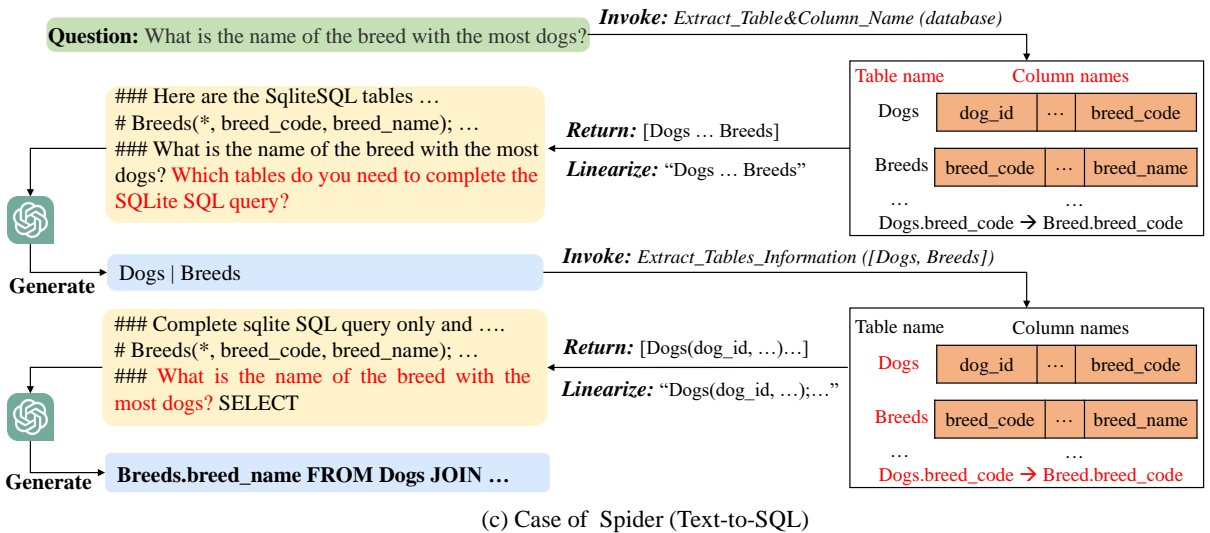 Question: What is the name of the breed with the most dogs?
Invoke: Extract_Table&Column_Name (database)
Table name Column names
Dogs dog_id … breed_code
Breeds breed_code … breed_name
… …
Dogs.breed_code → Breed.breed_code
### Here are the SqliteSQL tables …
# Breeds(*, breed_code, breed_name); …
### What is the name of the breed with the most
dogs? Which tables do you need to complete the
SQLite SQL query?
Return: [Dogs … Breeds]
Linearize: “Dogs … Breeds”
Generate
Dogs | Breeds
Invoke: Extract_Tables_Information ([Dogs, Breeds])
Table name Column names
Dogs dog_id … breed_code
Breeds breed_code … breed_name
… …
Dogs.breed_code → Breed.breed_code
### Complete sqlite SQL query only and ….
# Breeds(*, breed_code, breed_name); …
### What is the name of the breed with the
most dogs? SELECT
Return: [Dogs(dog_id, …)…]
Linearize: “Dogs(dog_id, …);…”
Generate
Breeds.breed_name FROM Dogs JOIN …
(c) Case of Spider (Text-to-SQL)